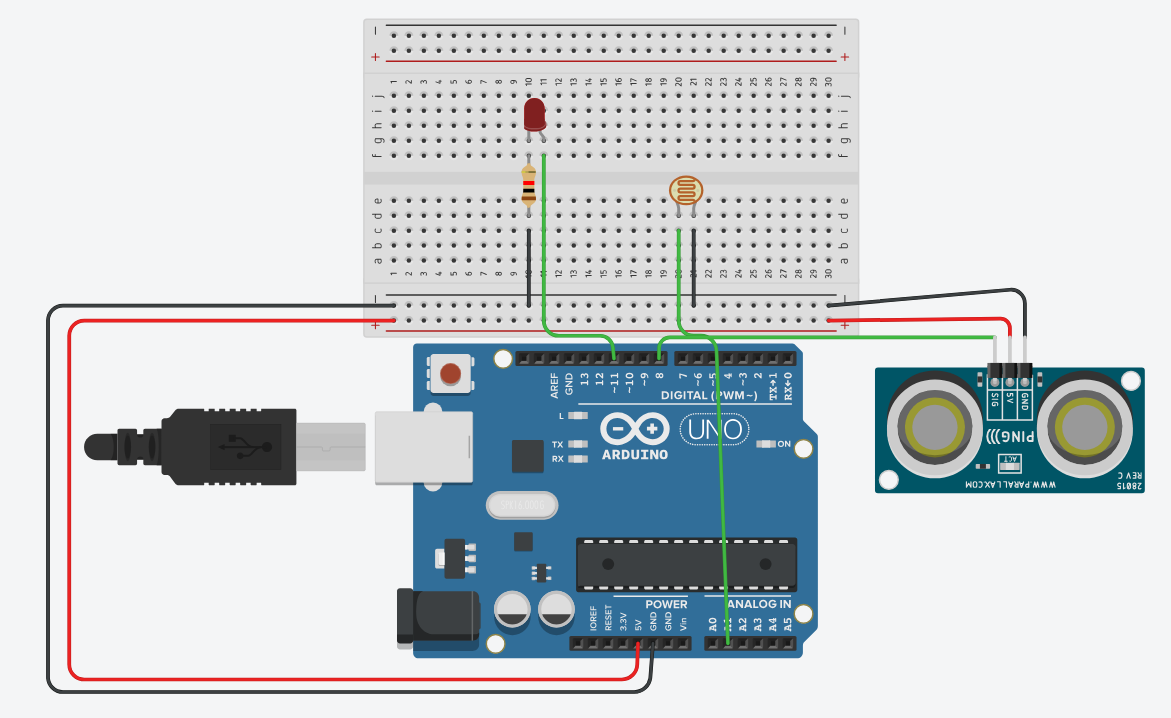 − −
+ +
1 2 3 4 5 6 7 8 9 10 11 12 13 14 15 16 17 18 19 20 21 22 23 24 25 26 27 28 29 30
j j
i i
h h
g g
f f
e e
d d
c c
b b
a a
1 2 3 4 5 6 7 8 9 10 11 12 13 14 15 16 17 18 19 20 21 22 23 24 25 26 27 28 29 30
− −
+ +
AREF GND 13 12 ~11 ~10 ~9 8 7 ~6 ~5 4 ~3 2 TX→1 RX←0
DIGITAL (PWM~)
L
TX
RX
ARDUINO
UNO
ON
POWER
ANALOG IN
IOREF RESET 3.3V 5V GND GND Vin A0 A1 A2 A3 A4 A5
SIG 5V GND
PING)))
ACT
WWW.PARALLAX.COM
28015
REV C